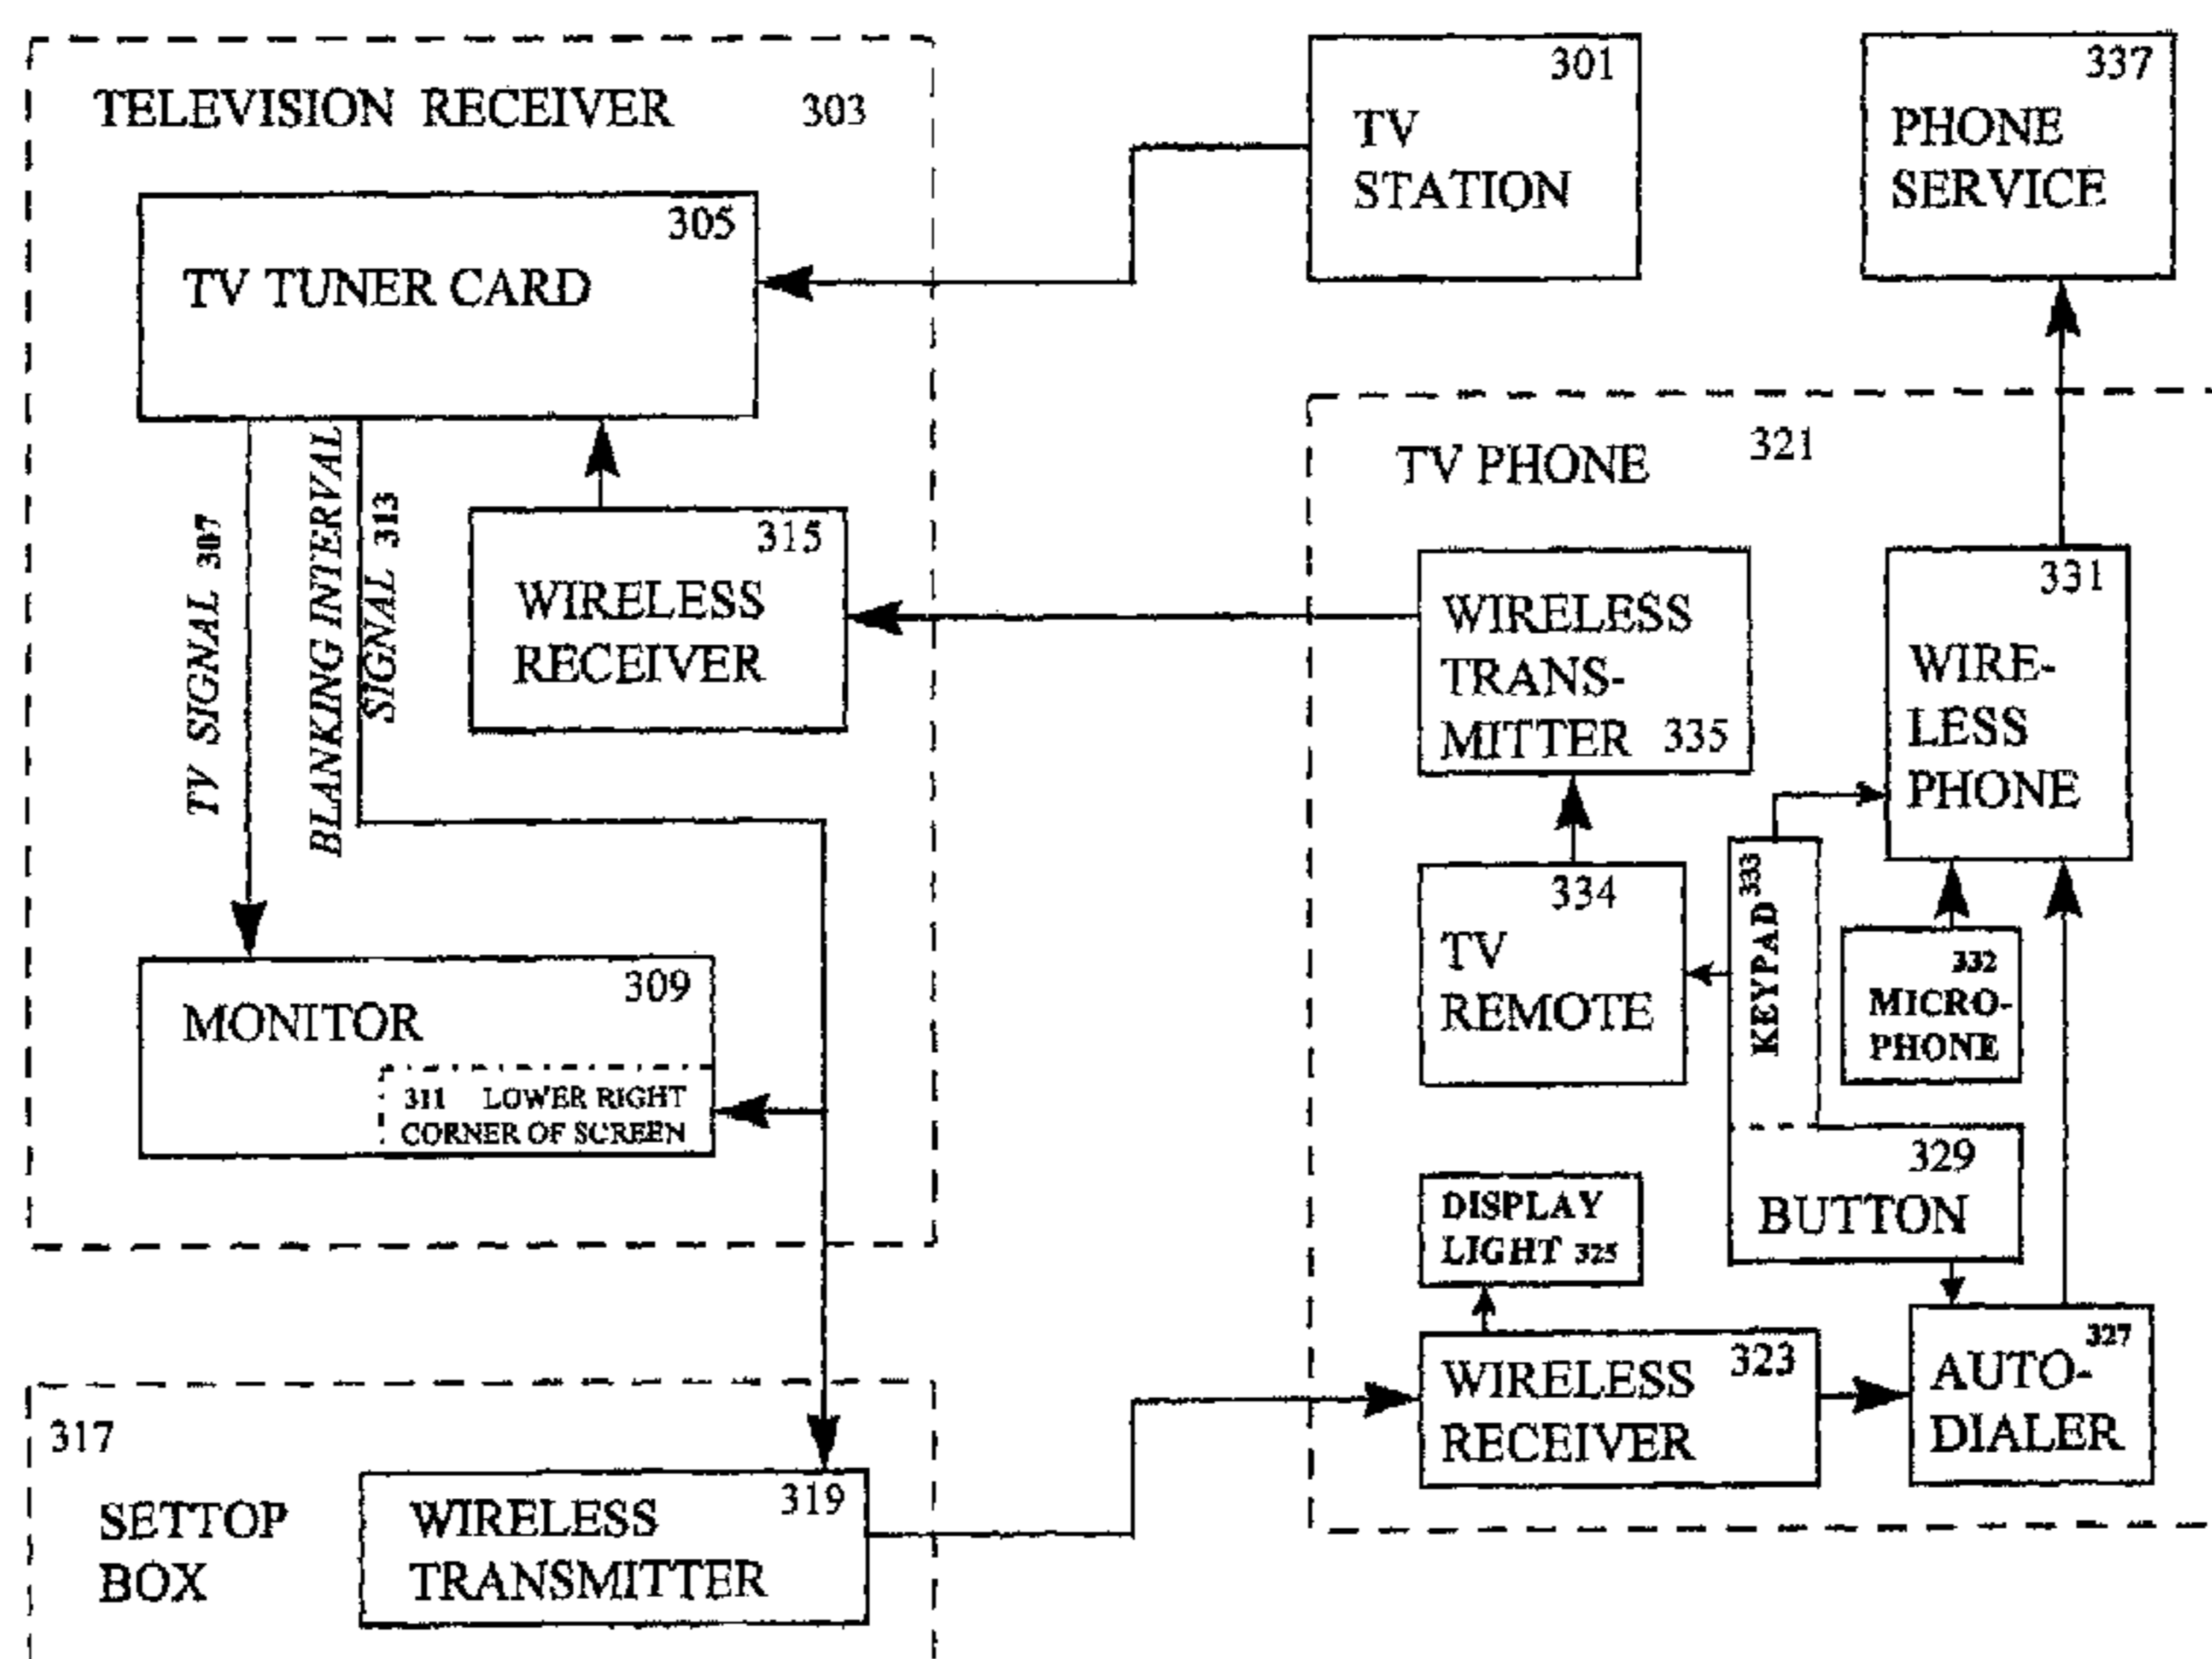 TELEVISION RECEIVER 303
305
TV TUNER CARD
TV SIGNAL 307
BLANKING INTERVAL
SIGNAL 313
315
WIRELESS
RECEIVER
309
MONITOR
311 LOWER RIGHT
CORNER OF SCREEN
317
SETTOP
BOX
319
WIRELESS
TRANSMITTER
301
TV
STATION
337
PHONE
SERVICE
TV PHONE 321
WIRELESS
TRANS-
MITTER 335
331
WIRE-
LESS
PHONE
334
TV
REMOTE
KEYPAD 333
332
MICRO-
PHONE
329
BUTTON
DISPLAY
LIGHT 325
WIRELESS 323
RECEIVER
327
AUTO-
DIALER